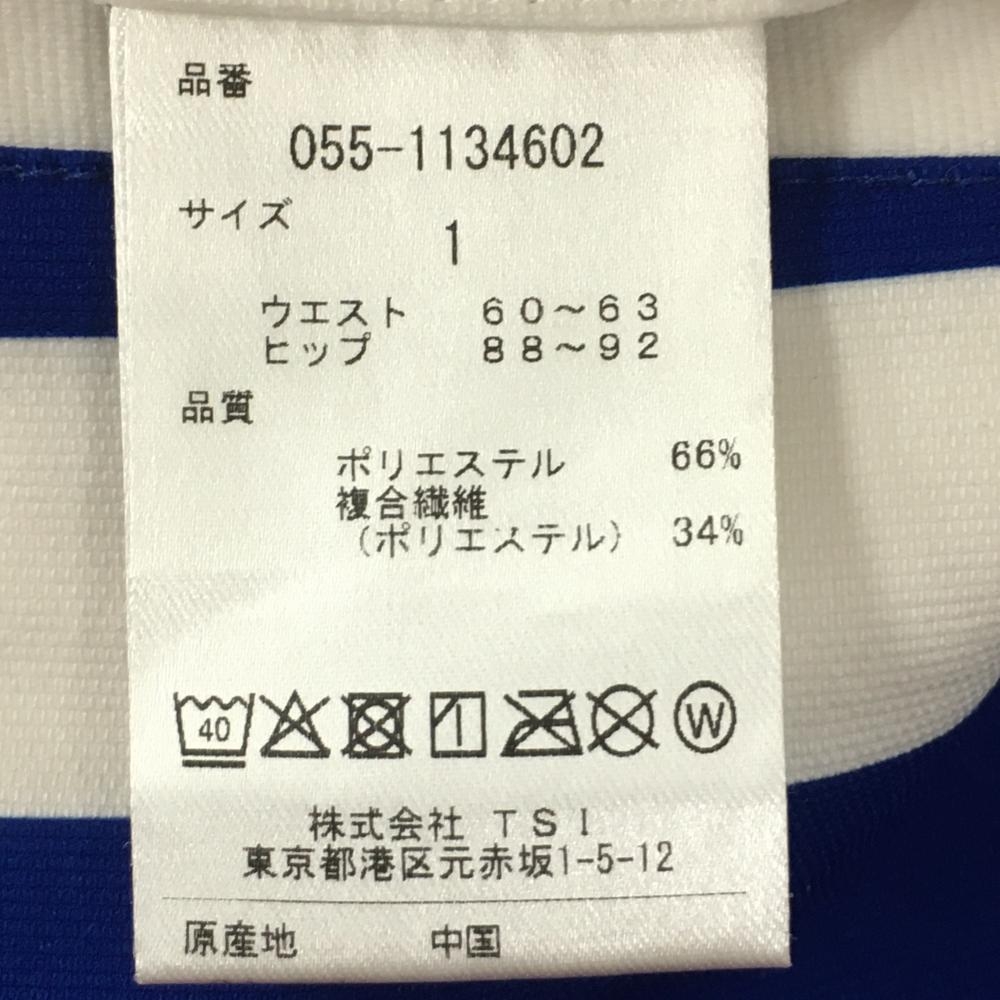 品番
055-1134602
サイズ
1
ウエスト 60～63
ヒップ 88～92
品質
ポリエステル 66%
複合繊維
（ポリエステル） 34%
40 W
株式会社 TSI
東京都港区元赤坂1-5-12
原産地 中国